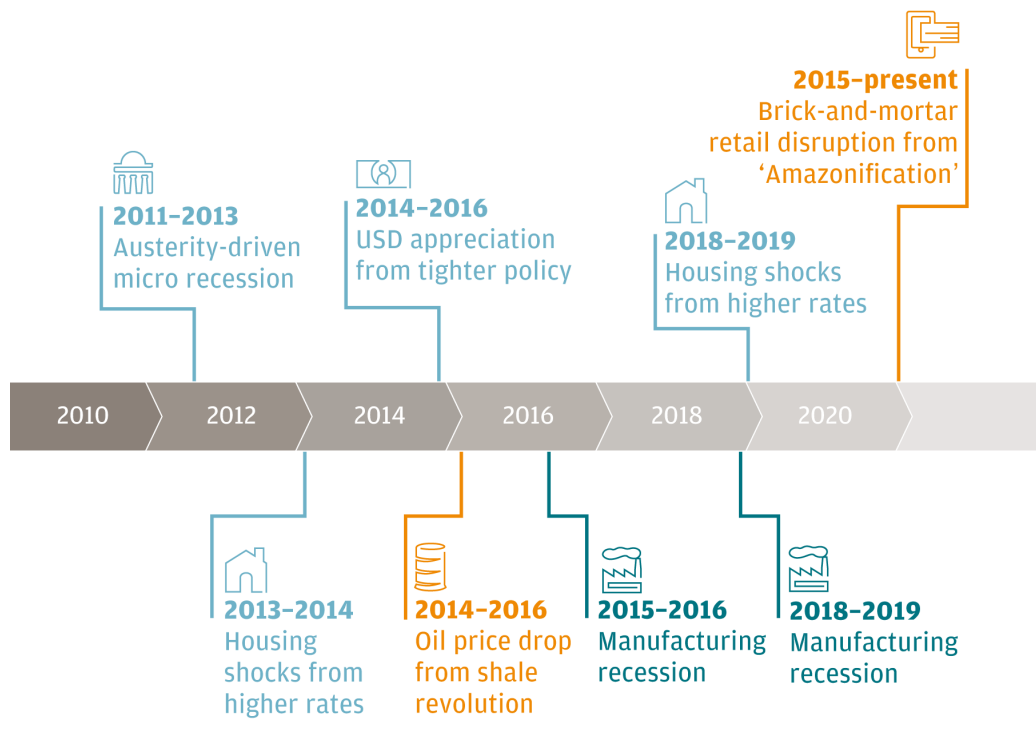 2015–present
Brick-and-mortar
retail disruption from
‘Amazonification’
2011–2013
Austerity-driven
micro recession
2014–2016
USD appreciation
from tighter policy
2018–2019
Housing shocks
from higher rates
2010
2012
2014
2016
2018
2020
2013–2014
Housing
shocks from
higher rates
2014–2016
Oil price drop
from shale
revolution
2015–2016
Manufacturing
recession
2018–2019
Manufacturing
recession